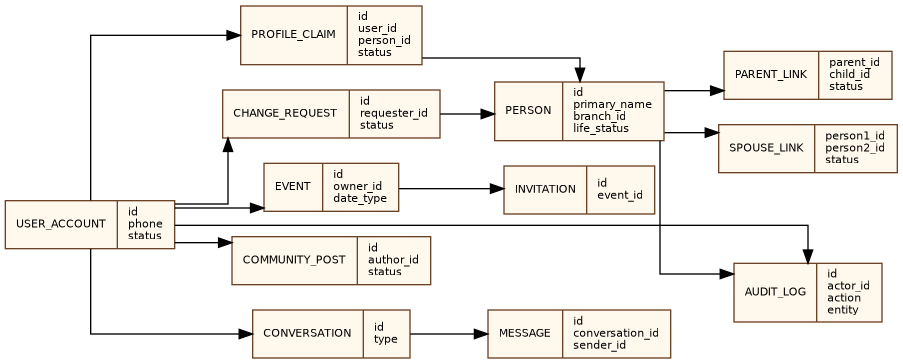 PROFILE_CLAIM
id
user_id
person_id
status
PARENT_LINK
parent_id
child_id
status
CHANGE_REQUEST
id
requester_id
status
PERSON
id
primary_name
branch_id
life_status
SPOUSE_LINK
person1_id
person2_id
status
EVENT
id
owner_id
date_type
INVITATION
id
event_id
USER_ACCOUNT
id
phone
status
COMMUNITY_POST
id
author_id
status
AUDIT_LOG
id
actor_id
action
entity
CONVERSATION
id
type
MESSAGE
id
conversation_id
sender_id